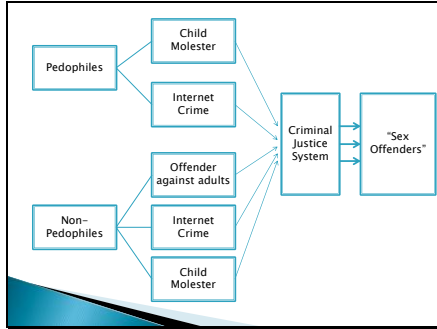 Pedophiles
Child
Molester
Internet
Crime
Non-
Pedophiles
Offender
against adults
Internet
Crime
Child
Molester
Criminal
Justice
System
“Sex
Offenders”